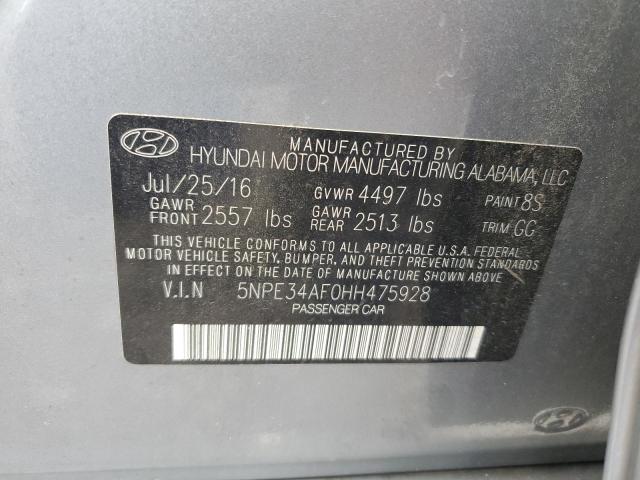 MANUFACTURED BY
HYUNDAI MOTOR MANUFACTURING ALABAMA, LLC
Jul/25/16 GVWR 4497 lbs PAINT 8S
GAWR FRONT 2557 lbs GAWR REAR 2513 lbs TRIM GG
THIS VEHICLE CONFORMS TO ALL APPLICABLE U.S.A. FEDERAL
MOTOR VEHICLE SAFETY, BUMPER, AND THEFT PREVENTION STANDARDS
IN EFFECT ON THE DATE OF MANUFACTURE SHOWN ABOVE
V.I.N 5NPE34AF0HH475928
PASSENGER CAR